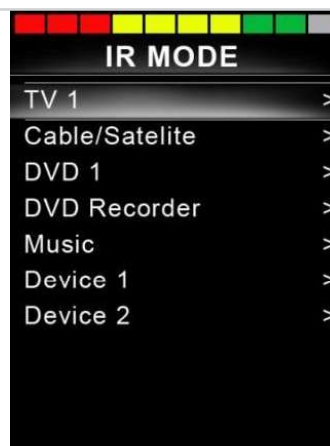 IR MODE
TV 1 >
Cable/Satelite >
DVD 1 >
DVD Recorder >
Music >
Device 1 >
Device 2 >